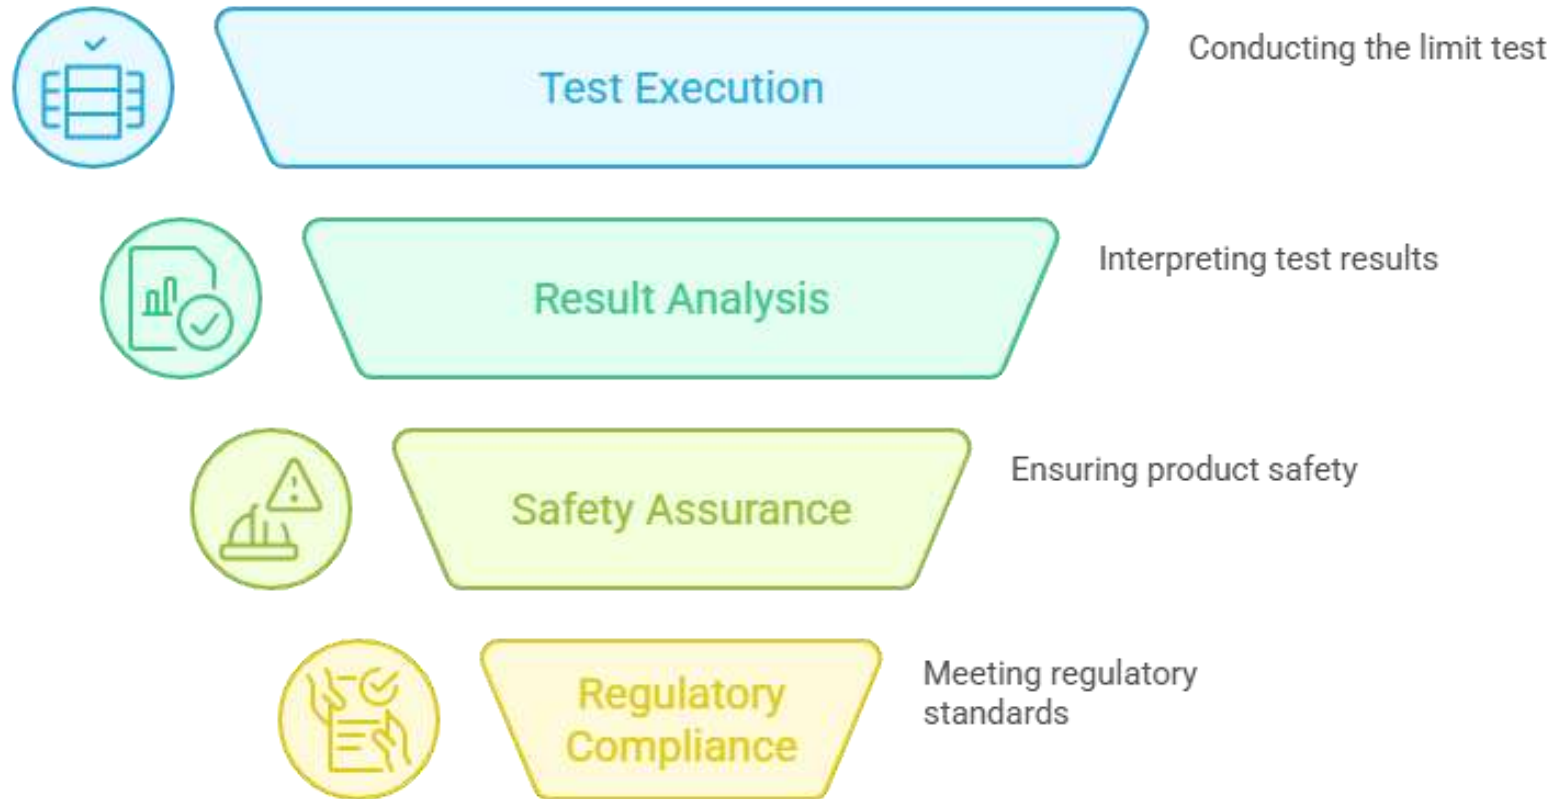 Test Execution
Conducting the limit test
Result Analysis
Interpreting test results
Safety Assurance
Ensuring product safety
Regulatory
Compliance
Meeting regulatory
standards